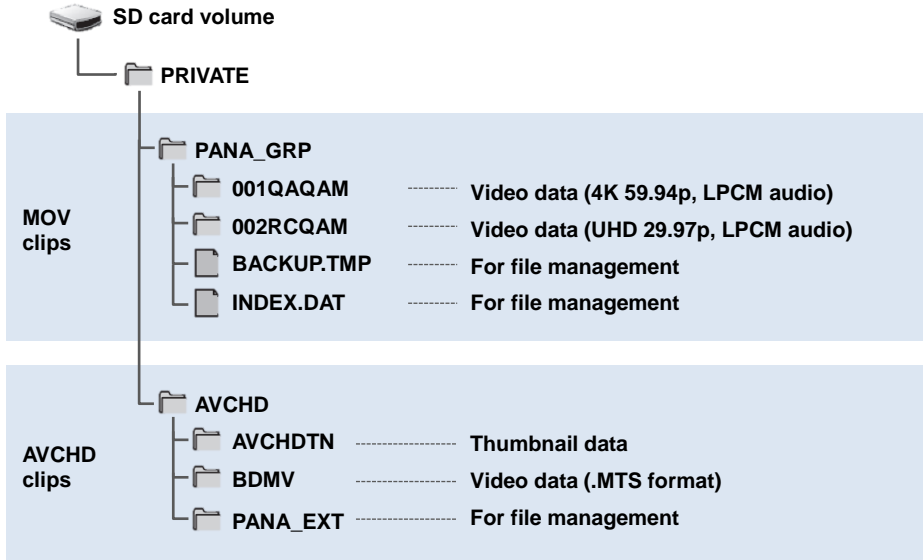 SD card volume
PRIVATE
MOV
clips
PANA_GRP
001QAQAM Video data (4K 59.94p, LPCM audio)
002RCQAM Video data (UHD 29.97p, LPCM audio)
BACKUP.TMP For file management
INDEX.DAT For file management
AVCHD
clips
AVCHD
AVCHDTN Thumbnail data
BDMV Video data (.MTS format)
PANA_EXT For file management